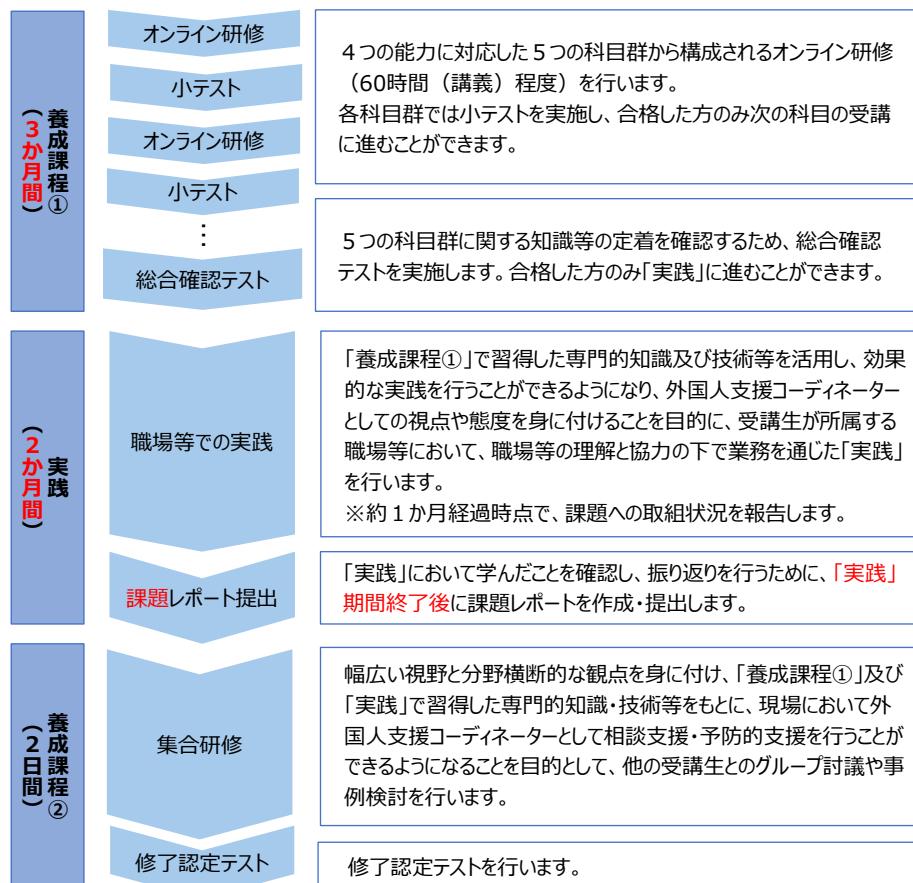 養成課程①
（３か月間）
オンライン研修
小テスト
オンライン研修
小テスト
⋮
総合確認テスト
４つの能力に対応した５つの科目群から構成されるオンライン研修
（60時間（講義）程度）を行います。
各科目群では小テストを実施し、合格した方のみ次の科目の受講
に進むことができます。
５つの科目群に関する知識等の定着を確認するため、総合確認
テストを実施します。合格した方のみ「実践」に進むことができます。
実践
（２か月間）
職場等での実践
「養成課程①」で習得した専門的知識及び技術等を活用し、効果
的な実践を行うことができるようになり、外国人支援コーディネーター
としての視点や態度を身に付けることを目的に、受講生が所属する
職場等において、職場等の理解と協力の下で業務を通じた「実践」
を行います。
※約１か月経過時点で、課題への取組状況を報告します。
課題レポート提出
「実践」において学んだことを確認し、振り返りを行うために、「実践」
期間終了後に課題レポートを作成・提出します。
養成課程②
（２日間）
集合研修
幅広い視野と分野横断的な観点を身に付け、「養成課程①」及び
「実践」で習得した専門的知識・技術等をもとに、現場において外
国人支援コーディネーターとして相談支援・予防的支援を行うことが
できるようになることを目的として、他の受講生とのグループ討議や事
例検討を行います。
修了認定テスト
修了認定テストを行います。